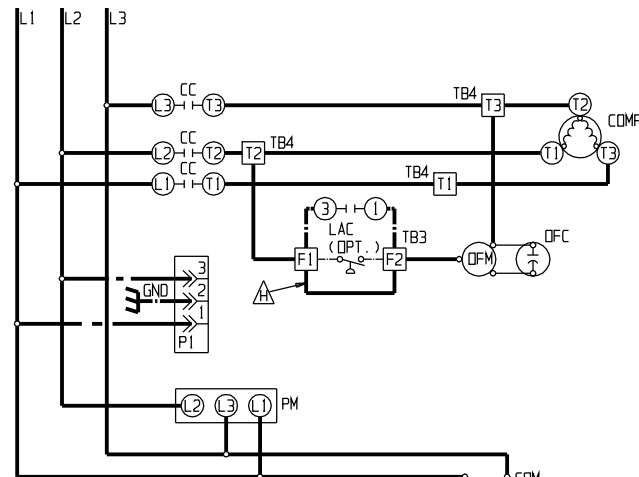 L1 L2 L3
CC
L3 T3 TB4 T3 T2
COMP
CC
L2 T2 T2 TB4 T1 T3
CC
L1 T1 TB4 T1
3 1
LAC
(OPT.) TB3 OFC
F1 F2 OFM
3
GND 2
H
1
P1
L2 L3 L1 PM
COM